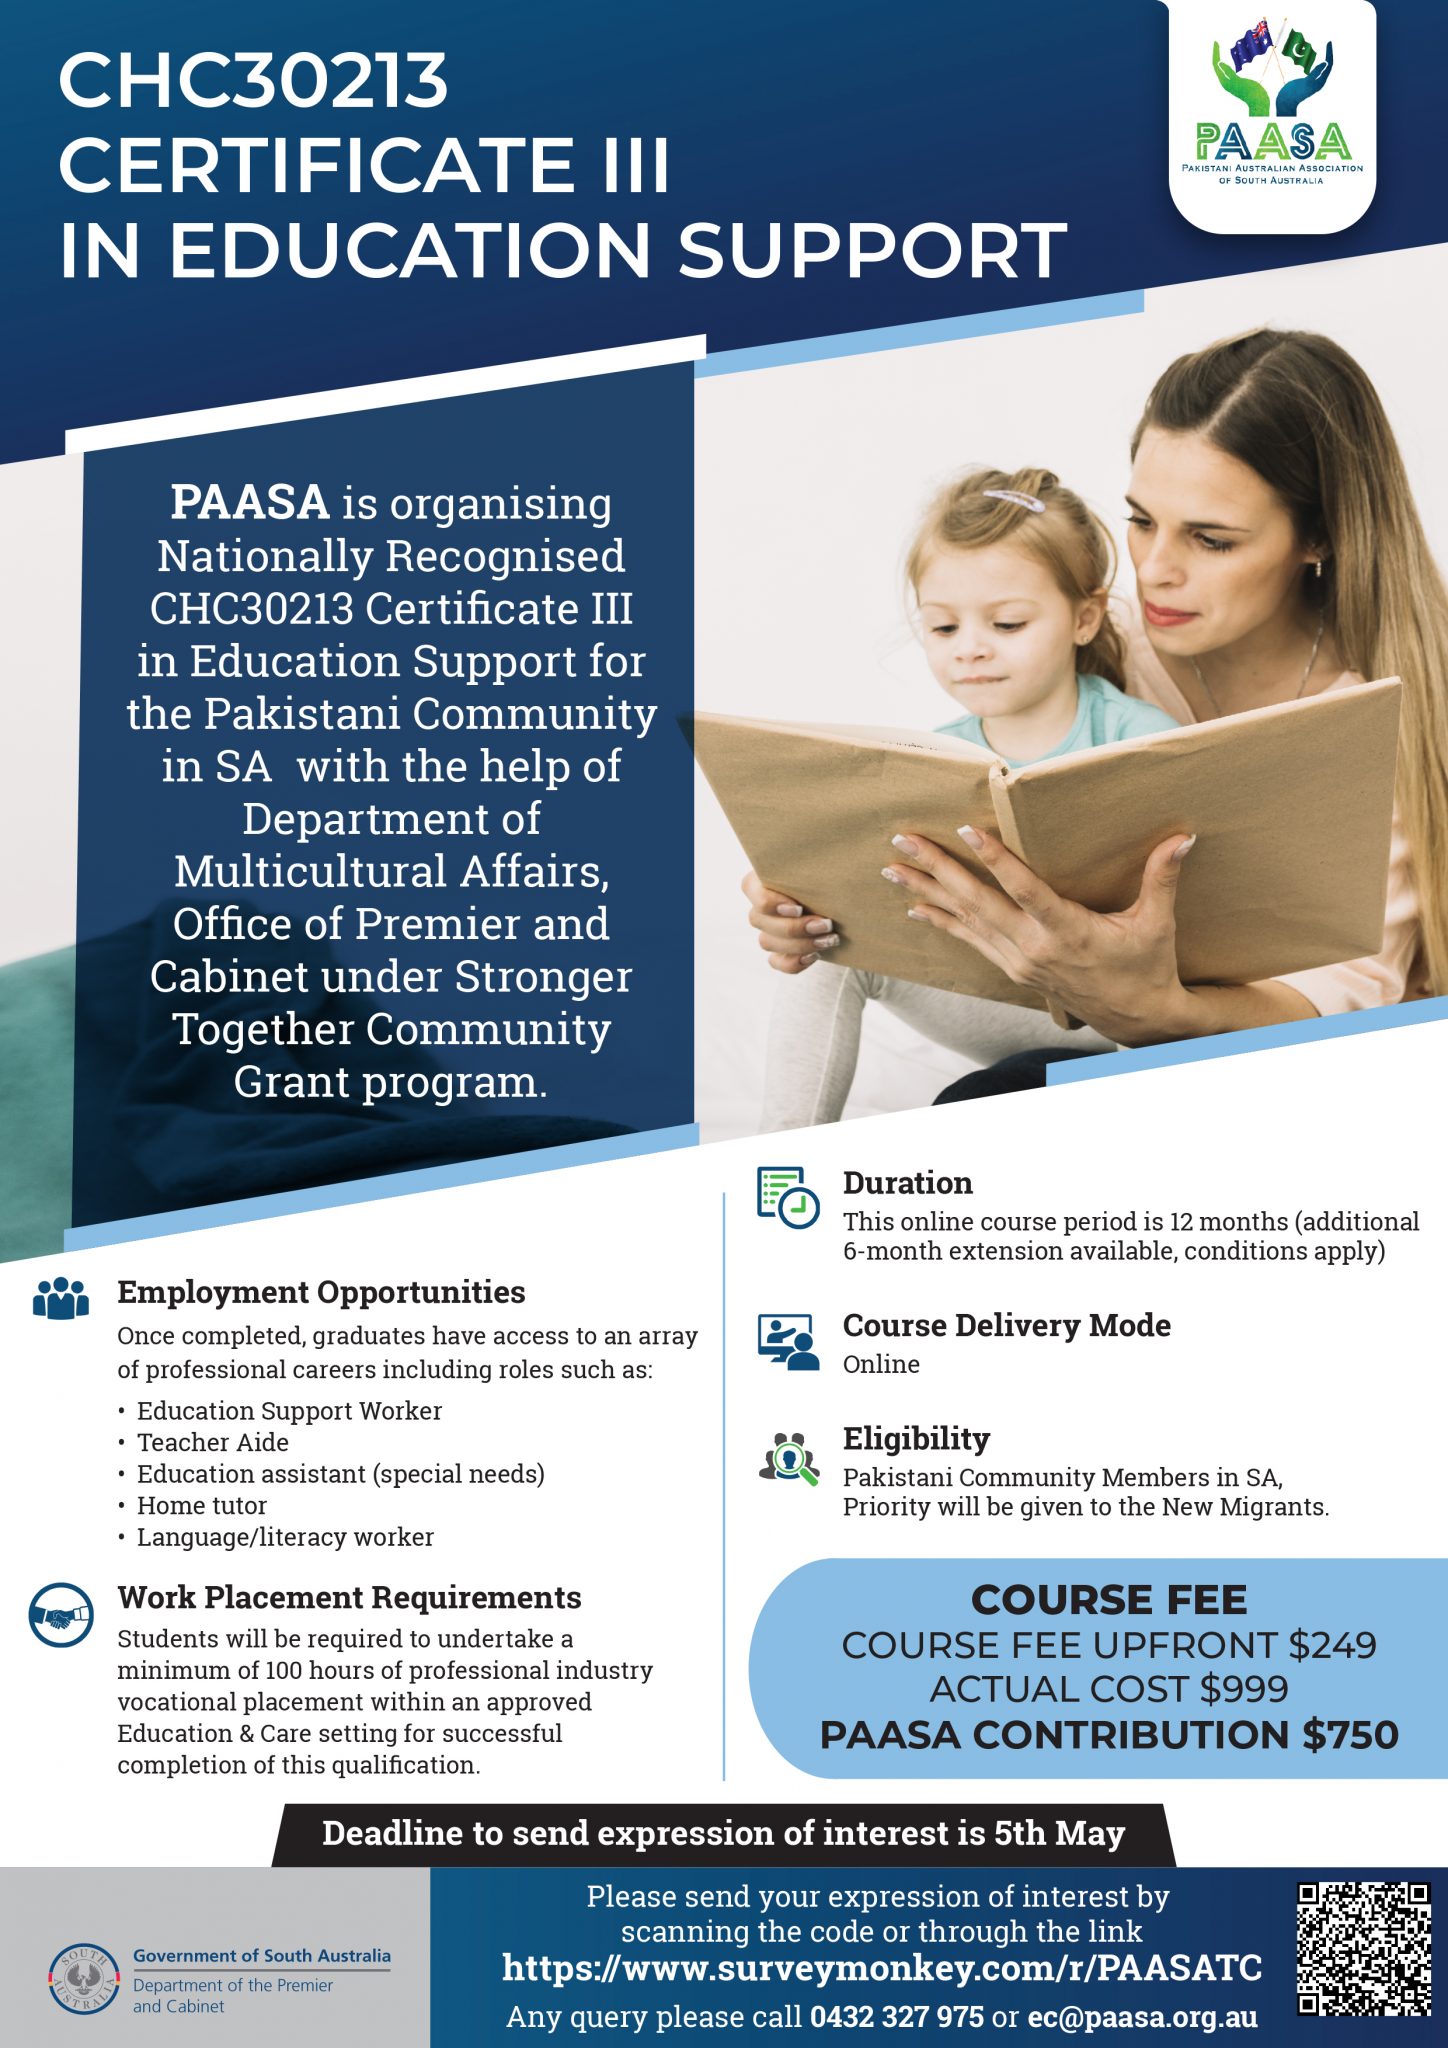 CHC30213
CERTIFICATE III
IN EDUCATION SUPPORT
PAASA
PAKISTANI AUSTRALIAN ASSOCIATION
OF SOUTH AUSTRALIA
PAASA is organising
Nationally Recognised
CHC30213 Certificate III
in Education Support for
the Pakistani Community
in SA with the help of
Department of
Multicultural Affairs,
Office of Premier and
Cabinet under Stronger
Together Community
Grant program.
Employment Opportunities
Once completed, graduates have access to an array
of professional careers including roles such as:
• Education Support Worker
• Teacher Aide
• Education assistant (special needs)
• Home tutor
• Language/literacy worker
Work Placement Requirements
Students will be required to undertake a
minimum of 100 hours of professional industry
vocational placement within an approved
Education & Care setting for successful
completion of this qualification.
Duration
This online course period is 12 months (additional
6-month extension available, conditions apply)
Course Delivery Mode
Online
Eligibility
Pakistani Community Members in SA,
Priority will be given to the New Migrants.
COURSE FEE
COURSE FEE UPFRONT $249
ACTUAL COST $999
PAASA CONTRIBUTION $750
Deadline to send expression of interest is 5th May
SOUTH
AUSTRALIA
Government of South Australia
Department of the Premier
and Cabinet
Please send your expression of interest by
scanning the code or through the link
https://www.surveymonkey.com/r/PAASATC
Any query please call 0432 327 975 or ec@paasa.org.au